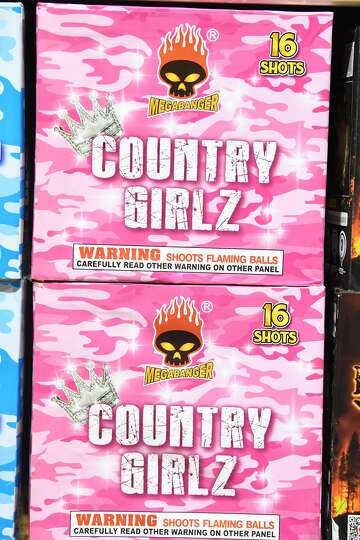 ®
16
SHOTS
MEGABANGER
COUNTRY
GIRLZ
WARNING SHOOTS FLAMING BALLS
CAREFULLY READ OTHER WARNING ON OTHER PANEL
®
16
SHOTS
MEGABANGER
COUNTRY
GIRLZ
WARNING SHOOTS FLAMING BALLS
CAREFULLY READ OTHER WARNING ON OTHER PANEL